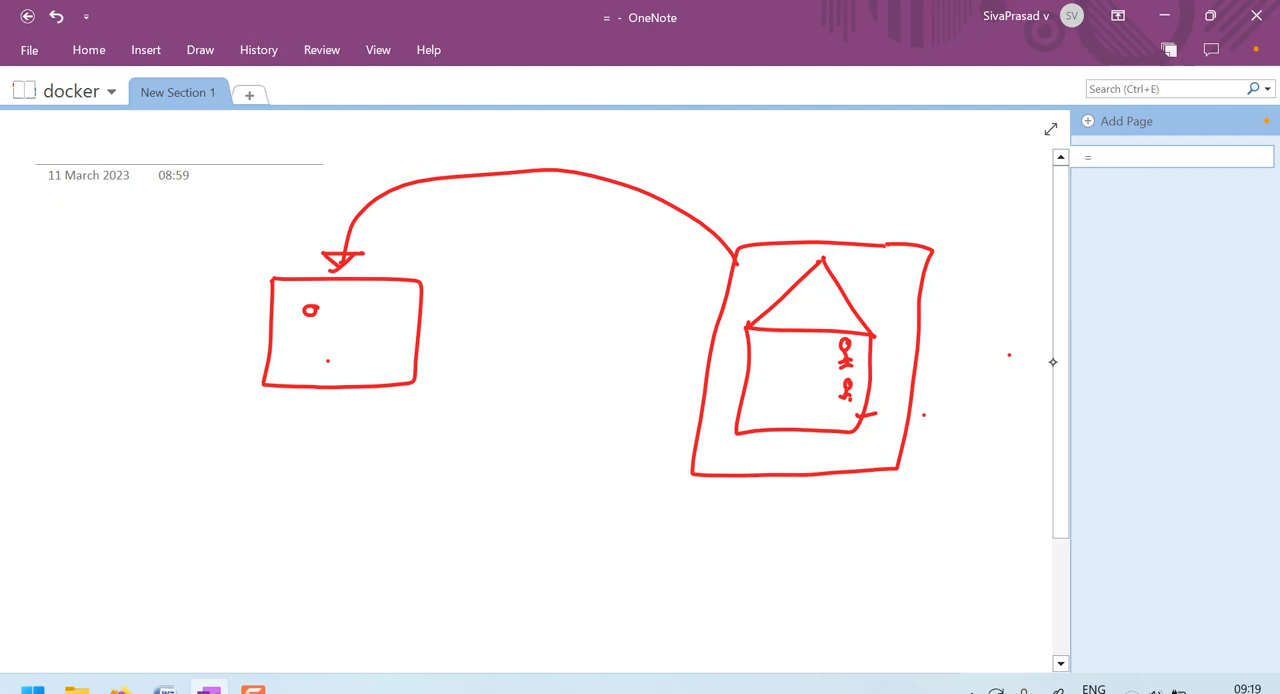 = - OneNote
SivaPrasad v
SV
File Home Insert Draw History Review View Help
docker
New Section 1
Search (Ctrl+E)
Add Page
=
11 March 2023 08:59
ENG
09:19